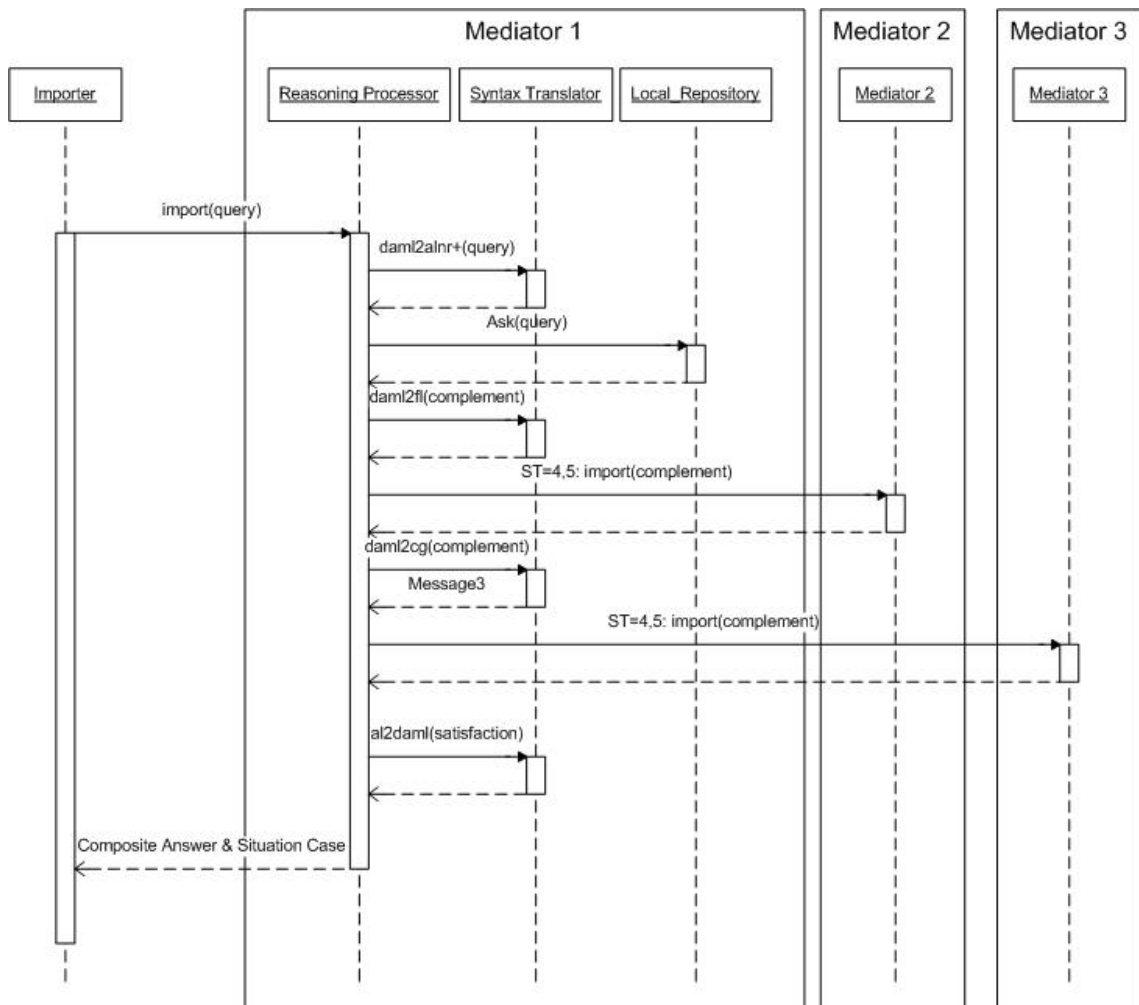 Mediator 1
Mediator 2
Mediator 3
Importer
Reasoning Processor
Syntax Translator
Local_Repository
Mediator 2
Mediator 3
import(query)
daml2alnr+(query)
Ask(query)
daml2fl(complement)
ST=4,5: import(complement)
daml2cg(complement)
Message3
ST=4,5: import(complement)
al2daml(satisfaction)
Composite Answer & Situation Case